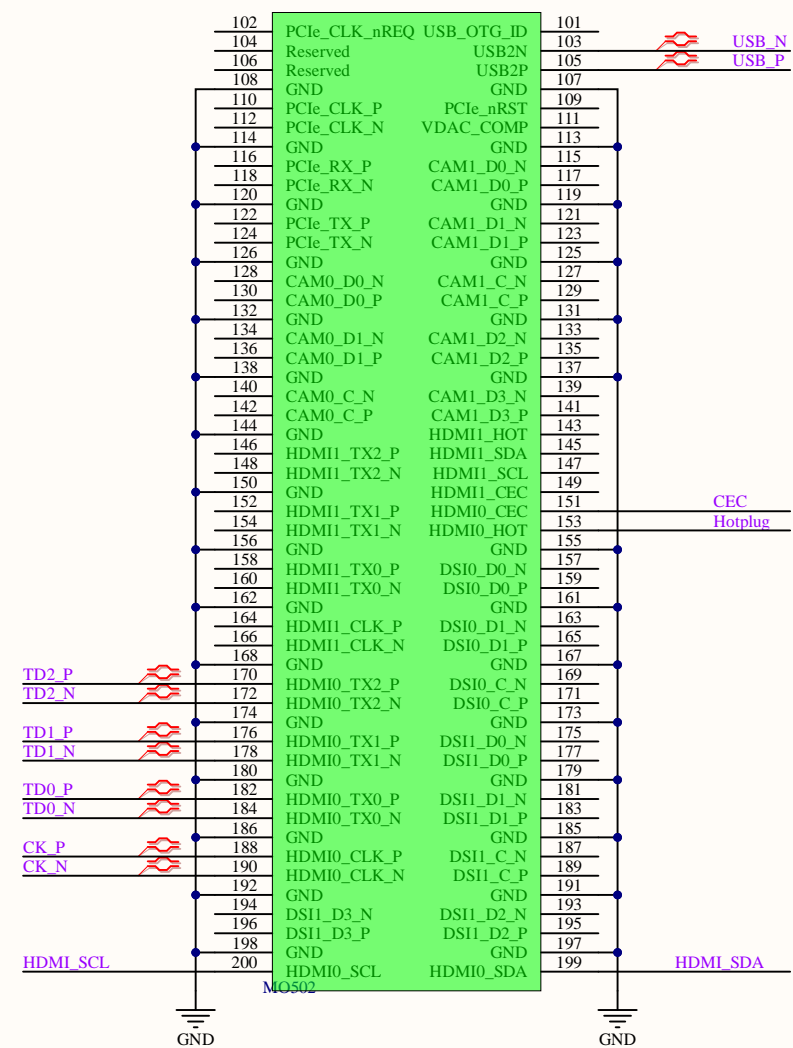 102 PCIe_CLK_nREQ USB_OTG_ID 101
104 Reserved USB2N 103 USB_N
106 Reserved USB2P 105 USB_P
108 GND GND 107
110 PCIe_CLK_P PCIe_nRST 109
112 PCIe_CLK_N VDAC_COMP 111
114 GND GND 113
116 PCIe_RX_P CAM1_D0_N 115
118 PCIe_RX_N CAM1_D0_P 117
120 GND GND 119
122 PCIe_TX_P CAM1_D1_N 121
124 PCIe_TX_N CAM1_D1_P 123
126 GND GND 125
128 CAM0_D0_N CAM1_C_N 127
130 CAM0_D0_P CAM1_C_P 129
132 GND GND 131
134 CAM0_D1_N CAM1_D2_N 133
136 CAM0_D1_P CAM1_D2_P 135
138 GND GND 137
140 CAM0_C_N CAM1_D3_N 139
142 CAM0_C_P CAM1_D3_P 141
144 GND HDMI1_HOT 143
146 HDMI1_TX2_P HDMI1_SDA 145
148 HDMI1_TX2_N HDMI1_SCL 147
150 GND HDMI1_CEC 149
152 HDMI1_TX1_P HDMI0_CEC 151 CEC
154 HDMI1_TX1_N HDMI0_HOT 153 Hotplug
156 GND GND 155
158 HDMI1_TX0_P DSI0_D0_N 157
160 HDMI1_TX0_N DSI0_D0_P 159
162 GND GND 161
164 HDMI1_CLK_P DSI0_D1_N 163
166 HDMI1_CLK_N DSI0_D1_P 165
168 GND GND 167
TD2_P 170 HDMI0_TX2_P DSI0_C_N 169
TD2_N 172 HDMI0_TX2_N DSI0_C_P 171
174 GND GND 173
TD1_P 176 HDMI0_TX1_P DSI1_D0_N 175
TD1_N 178 HDMI0_TX1_N DSI1_D0_P 177
180 GND GND 179
TD0_P 182 HDMI0_TX0_P DSI1_D1_N 181
TD0_N 184 HDMI0_TX0_N DSI1_D1_P 183
186 GND GND 185
CK_P 188 HDMI0_CLK_P DSI1_C_N 187
CK_N 190 HDMI0_CLK_N DSI1_C_P 189
192 GND GND 191
194 DSI1_D3_N DSI1_D2_N 193
196 DSI1_D3_P DSI1_D2_P 195
198 GND GND 197
HDMI_SCL 200 HDMI0_SCL HDMI0_SDA 199 HDMI_SDA
MO502
GND GND